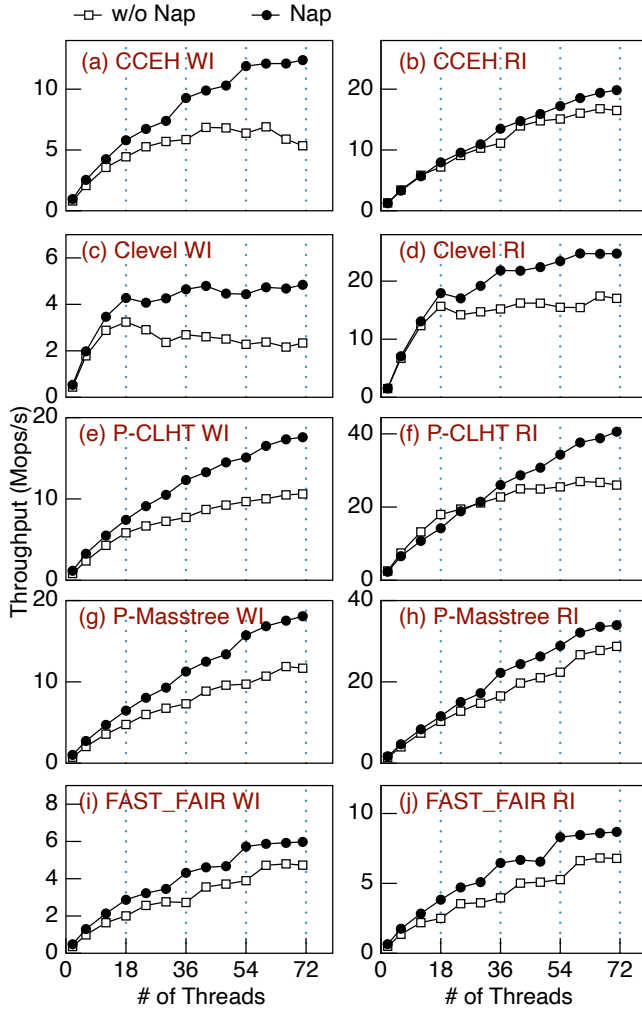 w/o Nap Nap
(a) CCEH WI (b) CCEH RI
10 20
5 10
0 0
(c) Clevel WI (d) Clevel RI
6
4 20
2 10
0 0
Throughput (Mops/s)
(e) P-CLHT WI (f) P-CLHT RI
20 40
10 20
0 0
(g) P-Masstree WI (h) P-Masstree RI
20 40
10 20
0 0
(i) FAST_FAIR WI (j) FAST_FAIR RI
8 10
6
4 5
2
0 0
0 18 36 54 72 0 18 36 54 72
# of Threads # of Threads